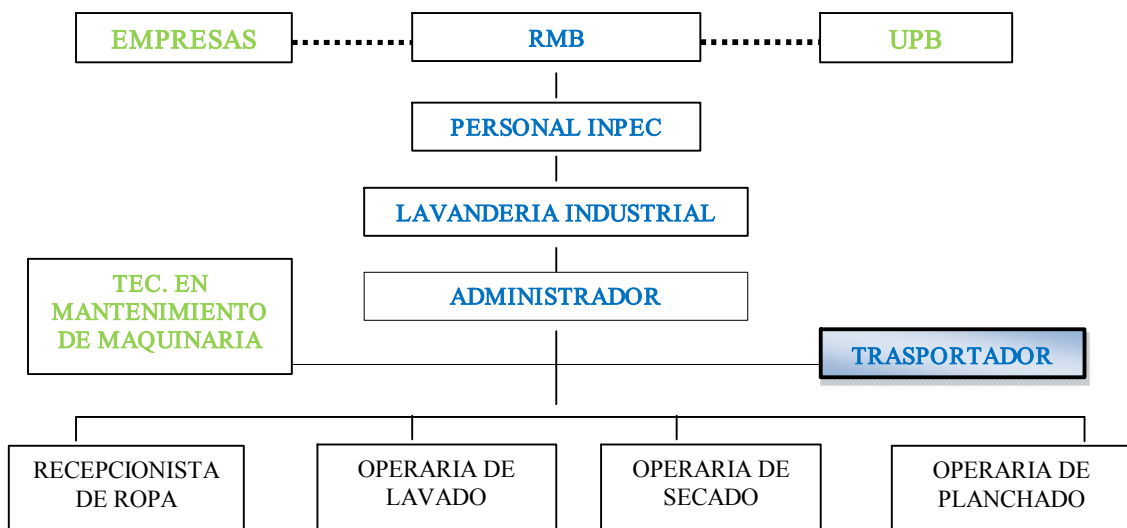 EMPRESAS
RMB
UPB
PERSONAL INPEC
LAVANDERIA INDUSTRIAL
TEC. EN
MANTENIMIENTO
DE MAQUINARIA
ADMINISTRADOR
TRASPORTADOR
RECEPCIONISTA
DE ROPA
OPERARIA DE
LAVADO
OPERARIA DE
SECADO
OPERARIA DE
PLANCHADO